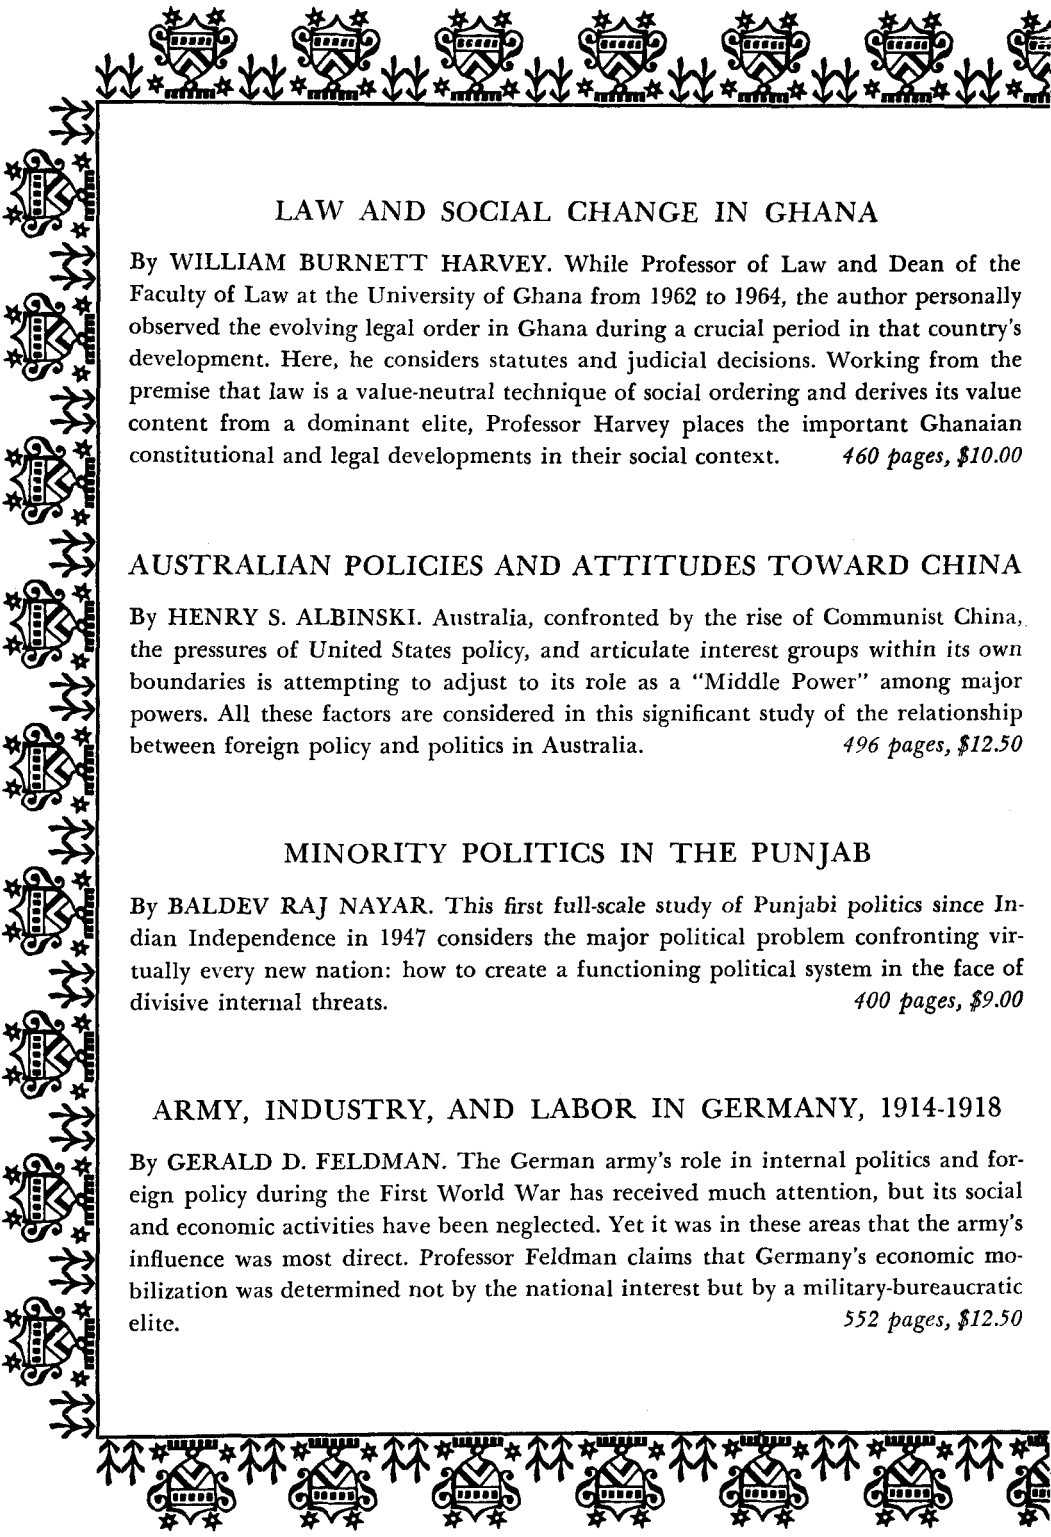 LAW AND SOCIAL CHANGE IN GHANA
By WILLIAM BURNETT HARVEY. While Professor of Law and Dean of the
Faculty of Law at the University of Ghana from 1962 to 1964, the author personally
observed the evolving legal order in Ghana during a crucial period in that country's
development. Here, he considers statutes and judicial decisions. Working from the
premise that law is a value-neutral technique of social ordering and derives its value
content from a dominant elite, Professor Harvey places the important Ghanaian
constitutional and legal developments in their social context. 460 pages, $10.00
AUSTRALIAN POLICIES AND ATTITUDES TOWARD CHINA
By HENRY S. ALBINSKI. Australia, confronted by the rise of Communist China,
the pressures of United States policy, and articulate interest groups within its own
boundaries is attempting to adjust to its role as a "Middle Power" among major
powers. All these factors are considered in this significant study of the relationship
between foreign policy and politics in Australia. 496 pages, $12.50
MINORITY POLITICS IN THE PUNJAB
By BALDEV RAJ NAYAR. This first full-scale study of Punjabi politics since In-
dian Independence in 1947 considers the major political problem confronting vir-
tually every new nation: how to create a functioning political system in the face of
divisive internal threats. 400 pages, $9.00
ARMY, INDUSTRY, AND LABOR IN GERMANY, 1914-1918
By GERALD D. FELDMAN. The German army's role in internal politics and for-
eign policy during the First World War has received much attention, but its social
and economic activities have been neglected. Yet it was in these areas that the army's
influence was most direct. Professor Feldman claims that Germany's economic mo-
bilization was determined not by the national interest but by a military-bureaucratic
elite. 552 pages, $12.50